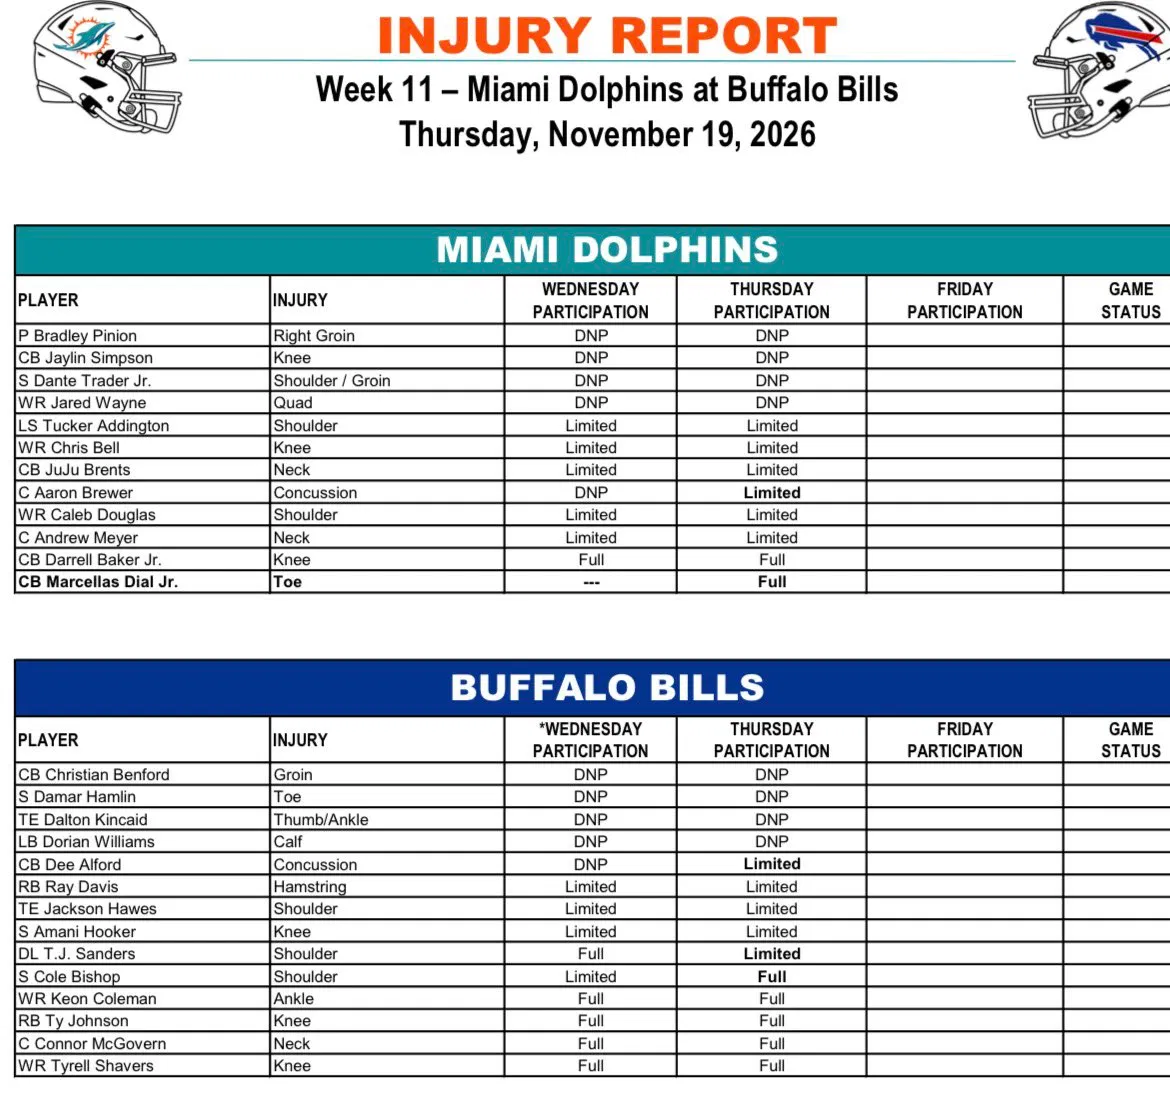 INJURY REPORT
Week 11 – Miami Dolphins at Buffalo Bills
Thursday, November 19, 2026
MIAMI DOLPHINS
PLAYER INJURY WEDNESDAY PARTICIPATION THURSDAY PARTICIPATION FRIDAY PARTICIPATION GAME STATUS
P Bradley Pinion Right Groin DNP DNP
CB Jaylin Simpson Knee DNP DNP
S Dante Trader Jr. Shoulder / Groin DNP DNP
WR Jared Wayne Quad DNP DNP
LS Tucker Addington Shoulder Limited Limited
WR Chris Bell Knee Limited Limited
CB JuJu Brents Neck Limited Limited
C Aaron Brewer Concussion DNP Limited
WR Caleb Douglas Shoulder Limited Limited
C Andrew Meyer Neck Limited Limited
CB Darrell Baker Jr. Knee Full Full
CB Marcellas Dial Jr. Toe --- Full
BUFFALO BILLS
PLAYER INJURY *WEDNESDAY PARTICIPATION THURSDAY PARTICIPATION FRIDAY PARTICIPATION GAME STATUS
CB Christian Benford Groin DNP DNP
S Damar Hamlin Toe DNP DNP
TE Dalton Kincaid Thumb/Ankle DNP DNP
LB Dorian Williams Calf DNP DNP
CB Dee Alford Concussion DNP Limited
RB Ray Davis Hamstring Limited Limited
TE Jackson Hawes Shoulder Limited Limited
S Amani Hooker Knee Limited Limited
DL T.J. Sanders Shoulder Full Limited
S Cole Bishop Shoulder Limited Full
WR Keon Coleman Ankle Full Full
RB Ty Johnson Knee Full Full
C Connor McGovern Neck Full Full
WR Tyrell Shavers Knee Full Full